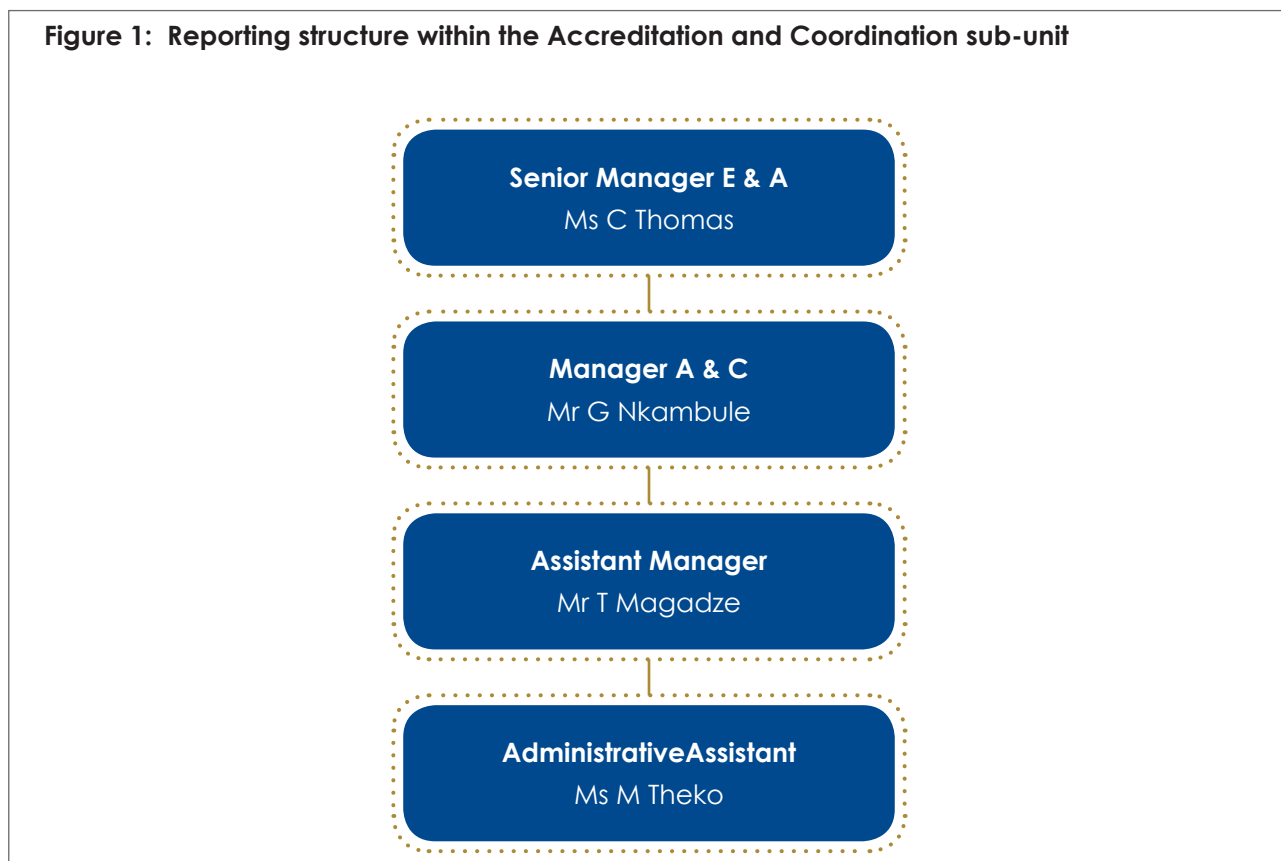 Figure 1: Reporting structure within the Accreditation and Coordination sub-unit
Senior Manager E & A
Ms C Thomas
Manager A & C
Mr G Nkambule
Assistant Manager
Mr T Magadze
AdministrativeAssistant
Ms M Theko